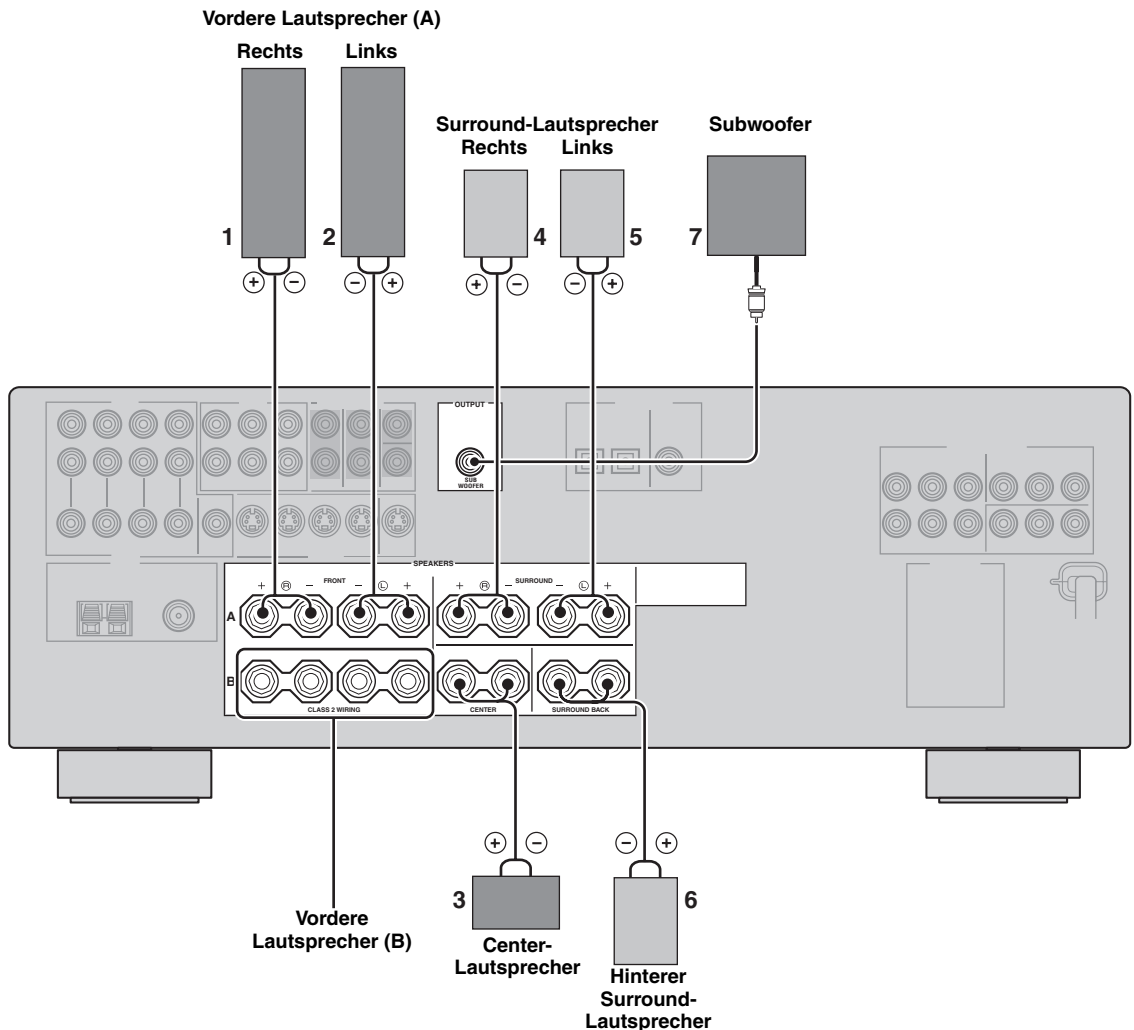 Vordere Lautsprecher (A)
Rechts Links
Surround-Lautsprecher
Rechts Links
Subwoofer
1 2 4 5 7
+ - - + + - - +
OUTPUT
SUB
WOOFER
SPEAKERS
+ R - FRONT - L + + R - SURROUND - L +
A
B
CLASS 2 WIRING CENTER SURROUND BACK
+ - - +
3 6
Vordere
Lautsprecher (B)
Center-
Lautsprecher
Hinterer
Surround-
Lautsprecher